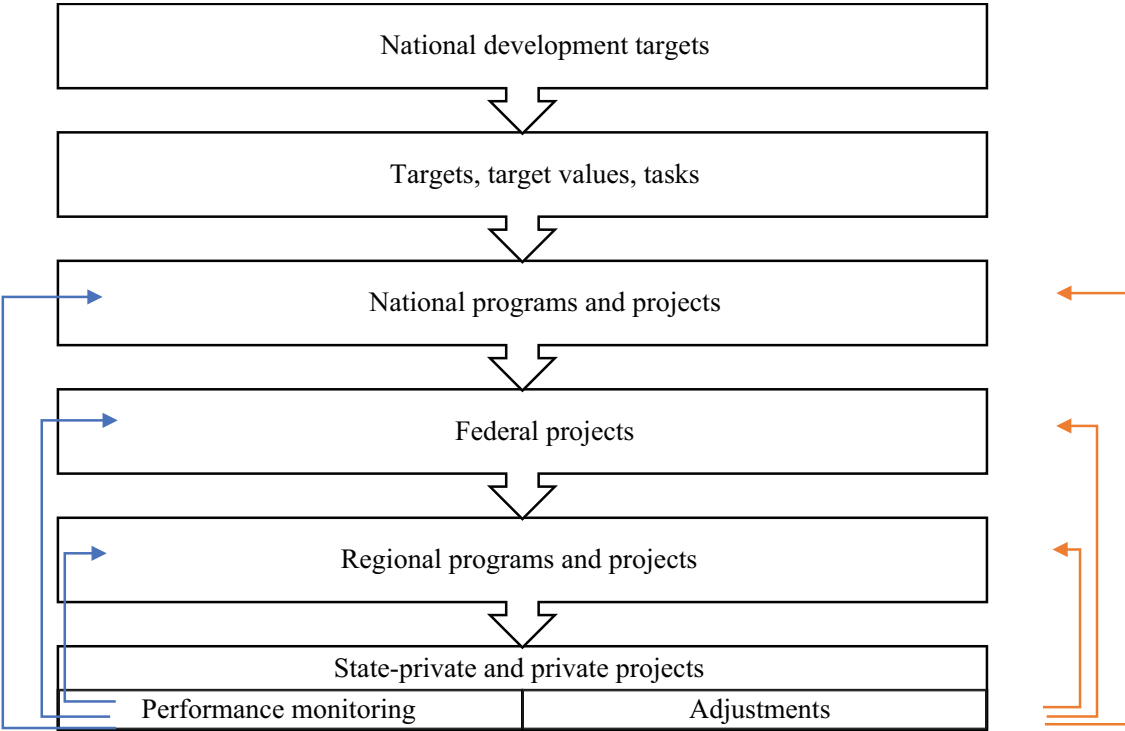 National development targets
Targets, target values, tasks
National programs and projects
Federal projects
Regional programs and projects
State-private and private projects
Performance monitoring
Adjustments